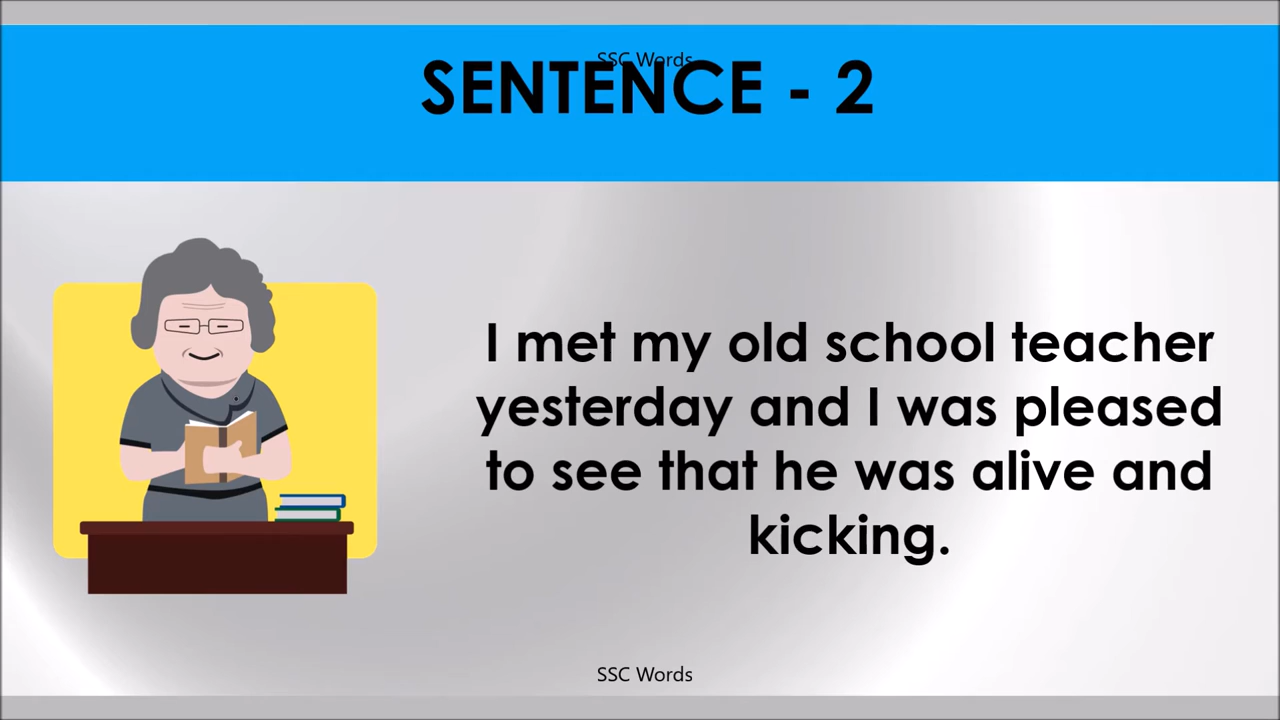 SSC Words
SENTENCE - 2
I met my old school teacher
yesterday and I was pleased
to see that he was alive and
kicking.
SSC Words